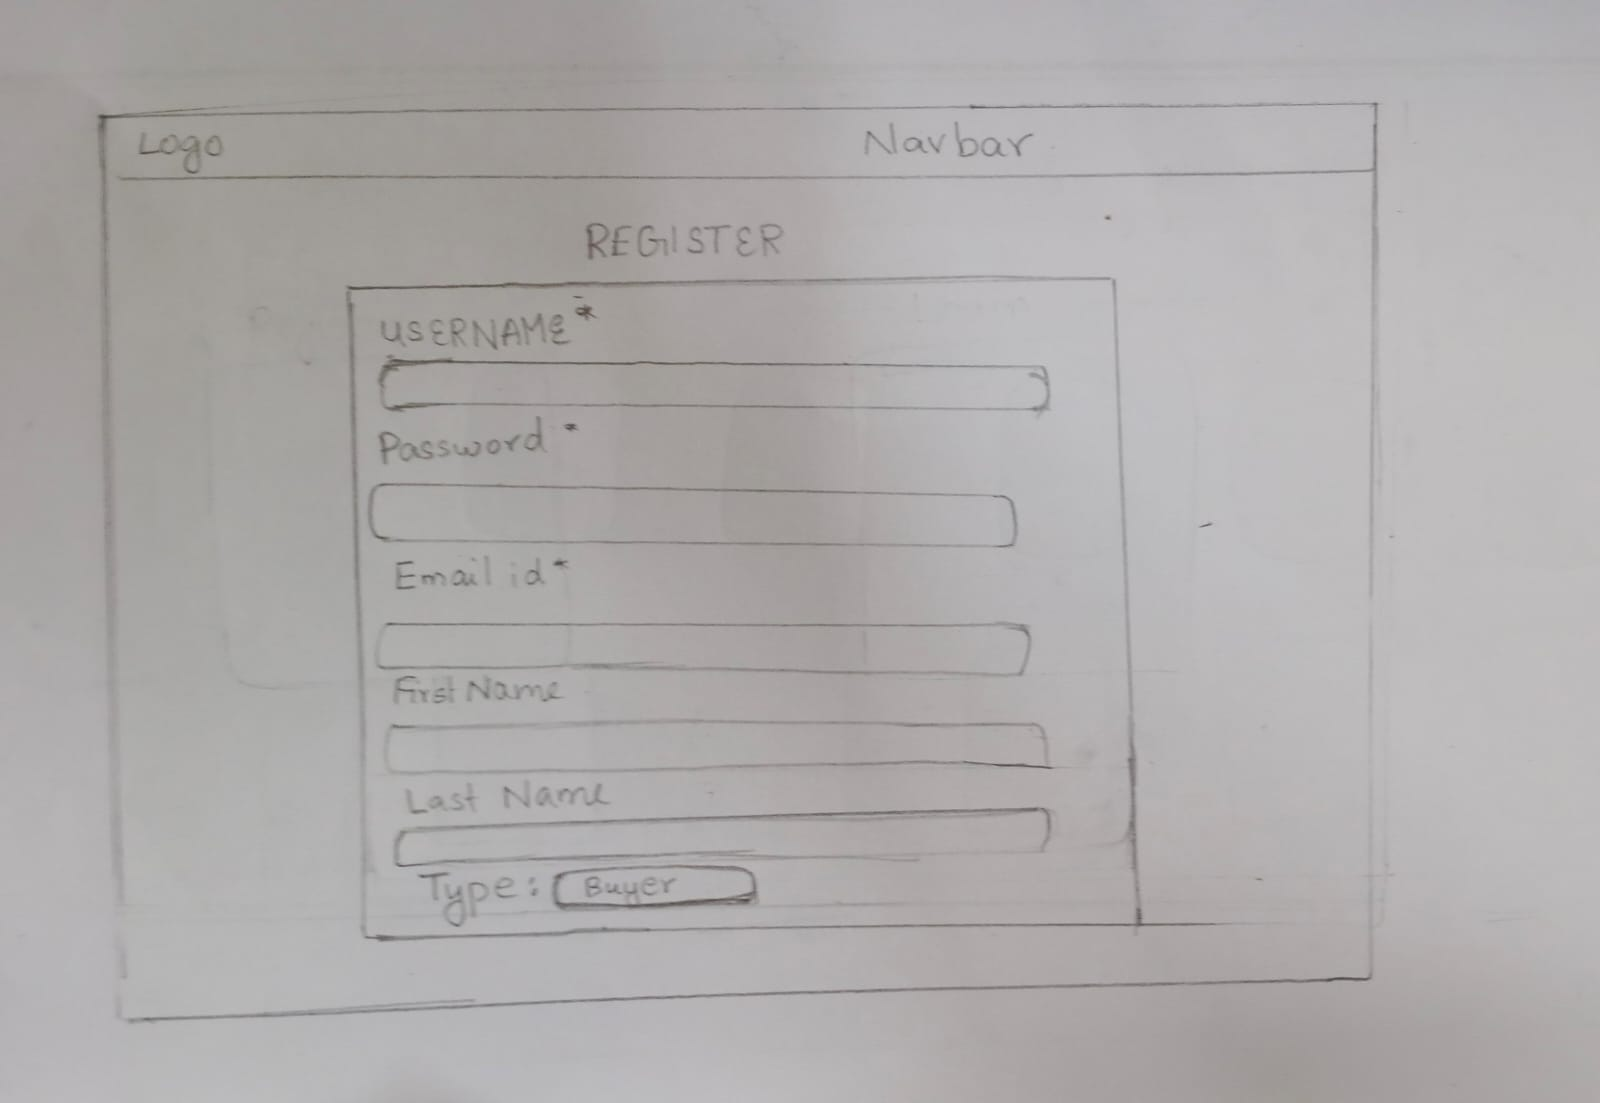 Logo
Navbar
REGISTER
USERNAME*
Password *
Email id*
First Name
Last Name
Type: Buyer